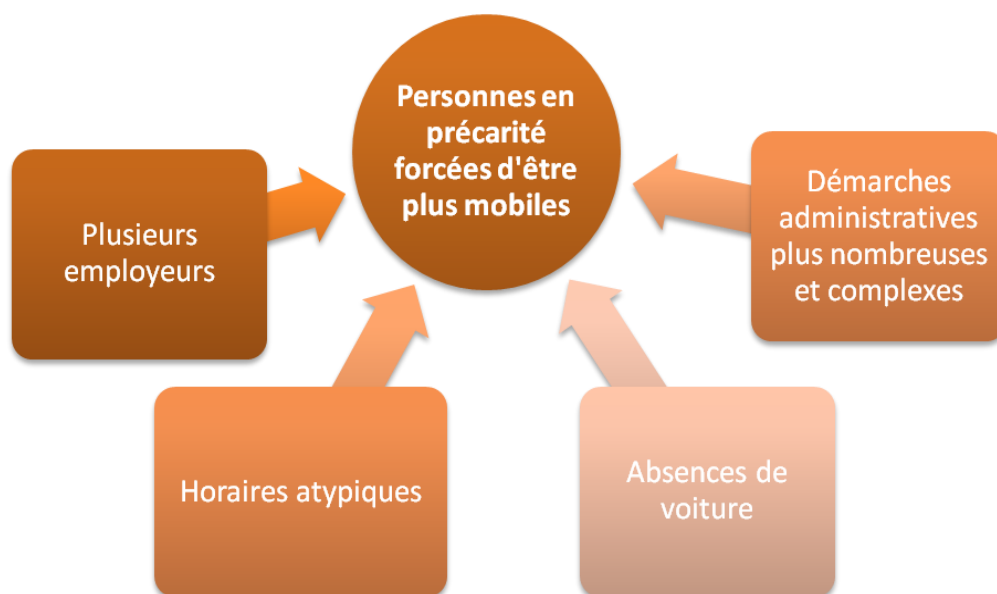 Personnes en
précarité
forcées d'être
plus mobiles
Plusieurs
employeurs
Démarches
administratives
plus nombreuses
et complexes
Horaires atypiques
Absences de
voiture